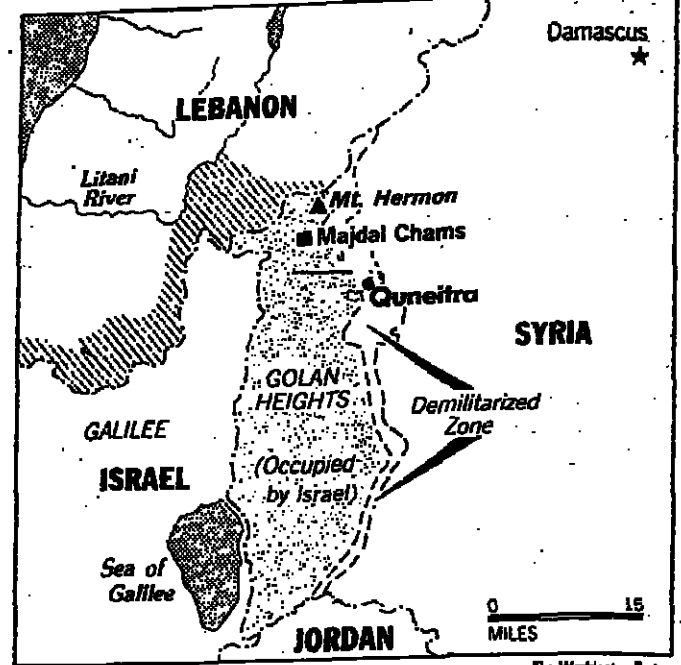 Damascus
LEBANON
Litani
River
Mt. Hermon
Majdal Chams
Quneitra
SYRIA
GOLAN
HEIGHTS
Demilitarized
Zone
GALILEE
ISRAEL
(Occupied
by Israel)
Sea of
Galilee
0 15
MILES
JORDAN